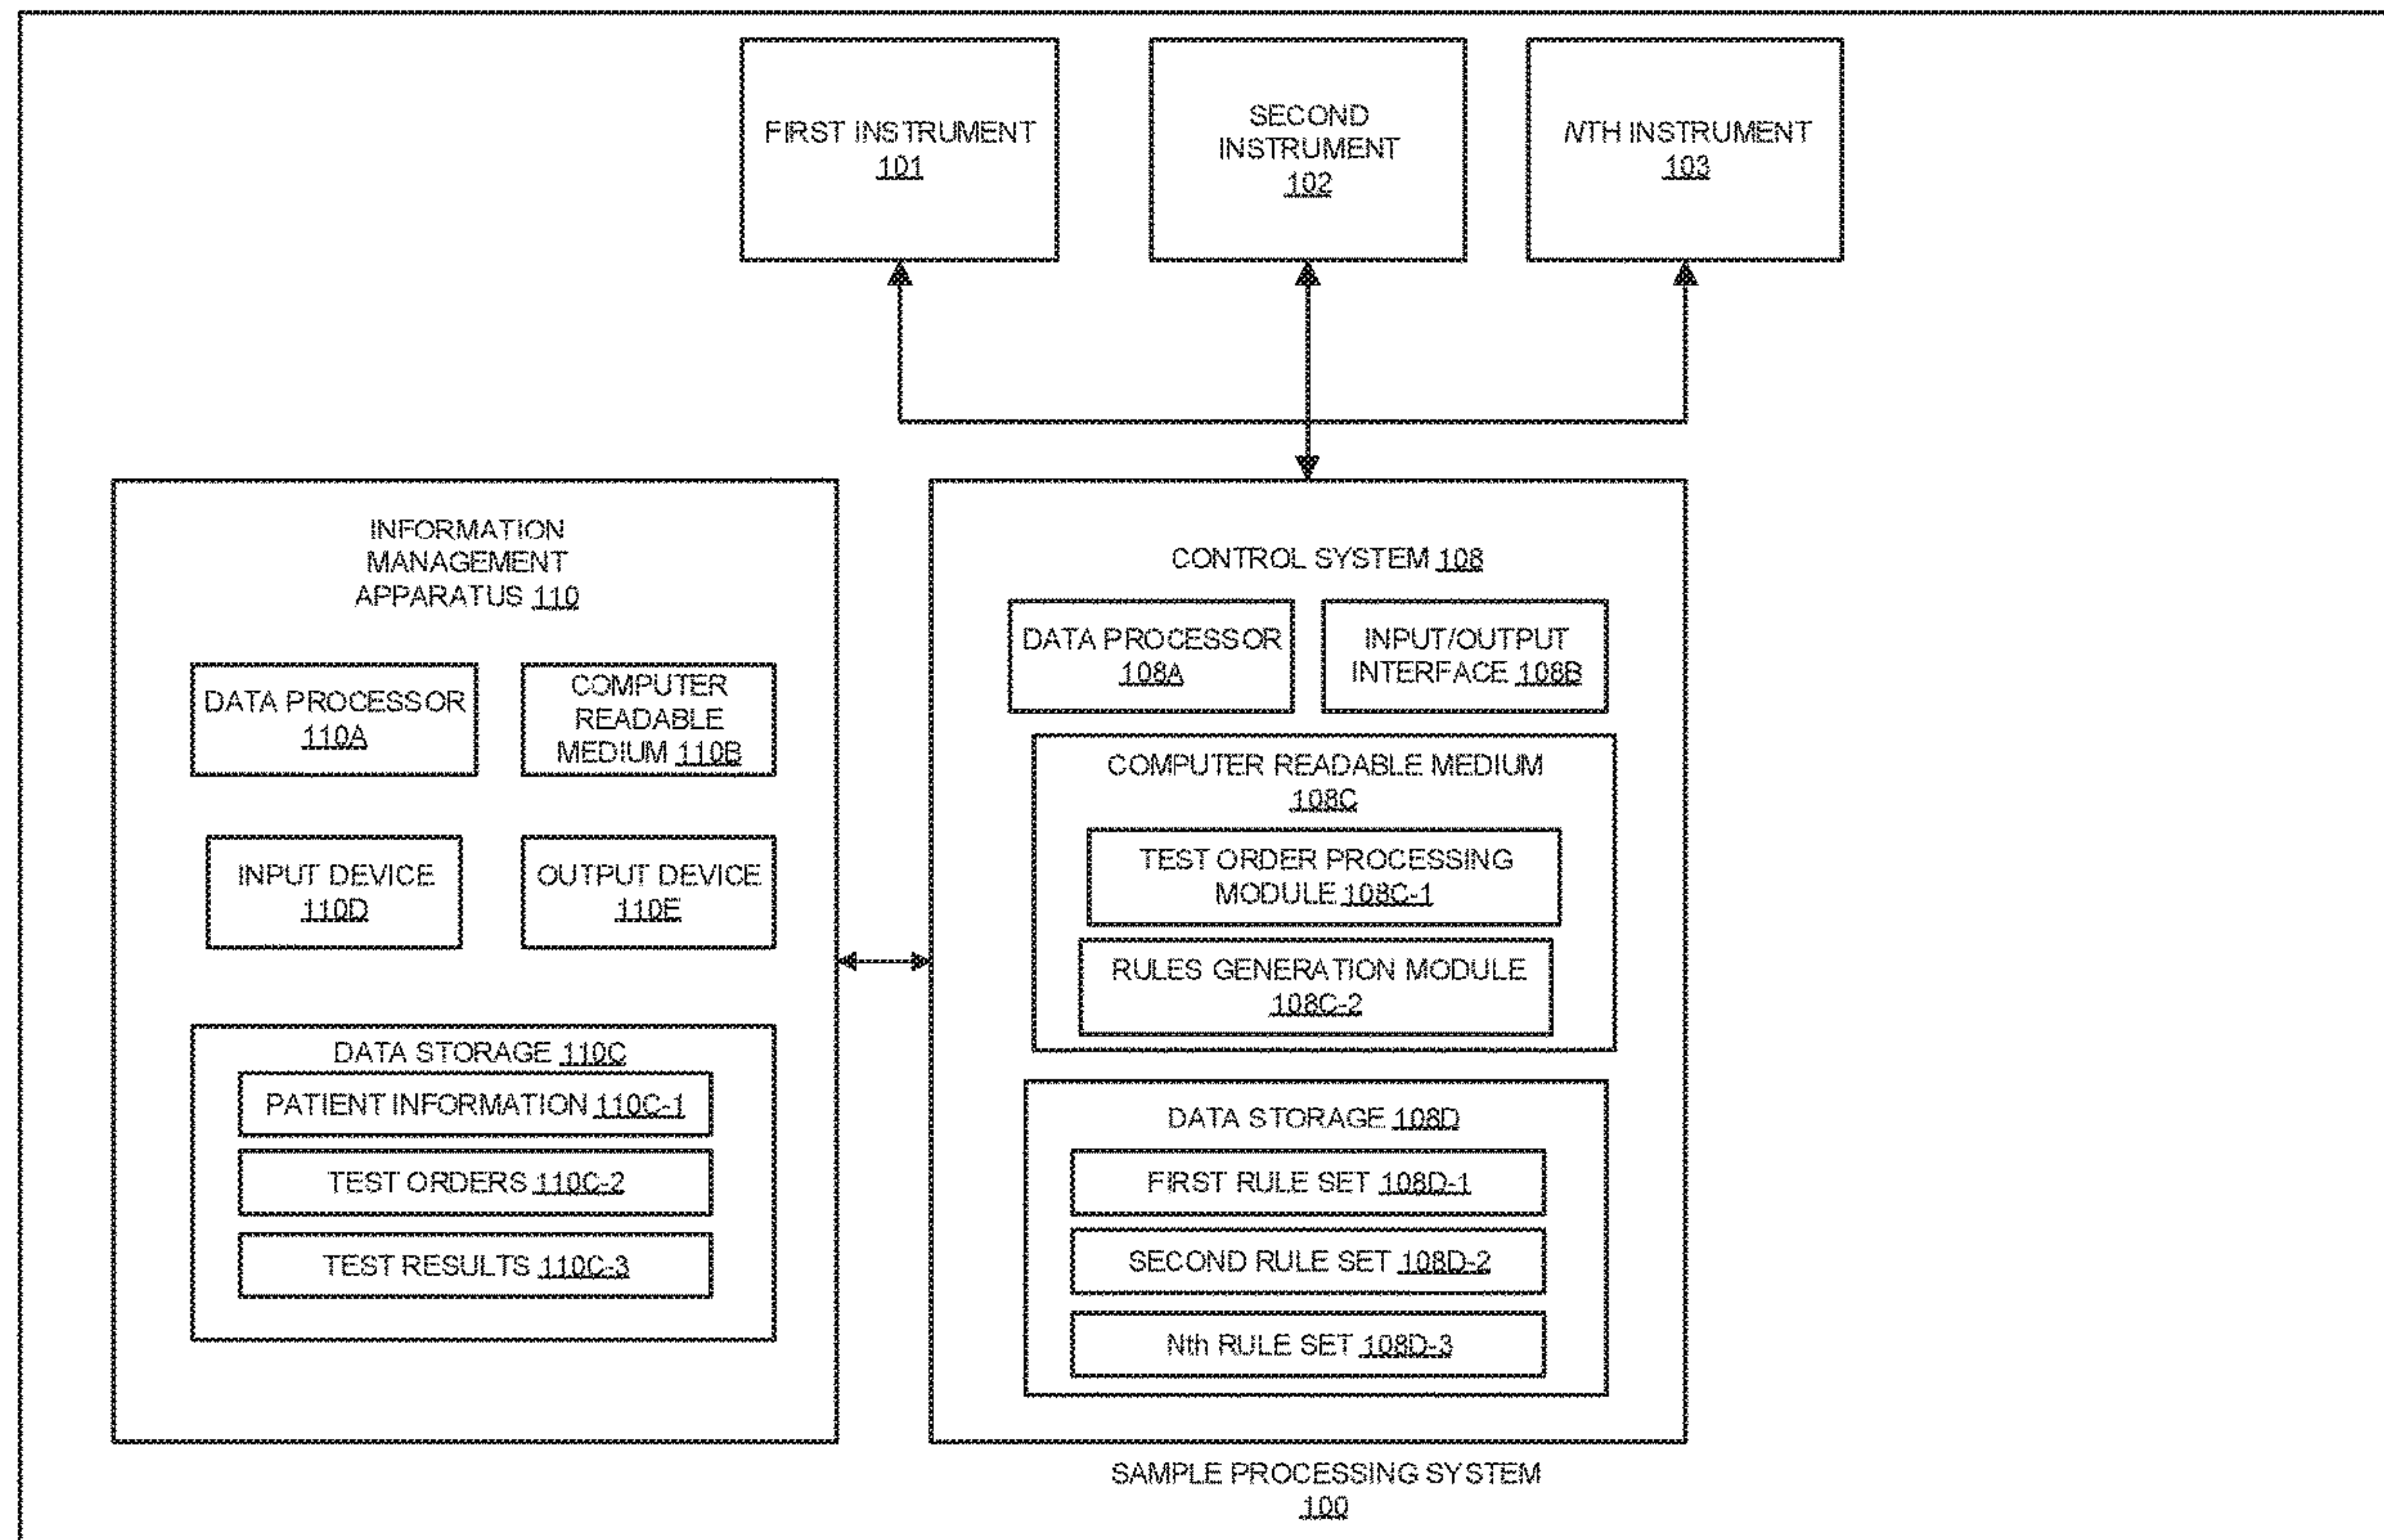 FIRST INSTRUMENT
101
SECOND
INSTRUMENT
102
NTH INSTRUMENT
103
INFORMATION
MANAGEMENT
APPARATUS 110
DATA PROCESSOR
110A
COMPUTER
READABLE
MEDIUM 110B
INPUT DEVICE
110D
OUTPUT DEVICE
110E
DATA STORAGE 110C
PATIENT INFORMATION 110C-1
TEST ORDERS 110C-2
TEST RESULTS 110C-3
CONTROL SYSTEM 108
DATA PROCESSOR
108A
INPUT/OUTPUT
INTERFACE 108B
COMPUTER READABLE MEDIUM
108C
TEST ORDER PROCESSING
MODULE 108C-1
RULES GENERATION MODULE
108C-2
DATA STORAGE 108D
FIRST RULE SET 108D-1
SECOND RULE SET 108D-2
Nth RULE SET 108D-3
SAMPLE PROCESSING SYSTEM
100